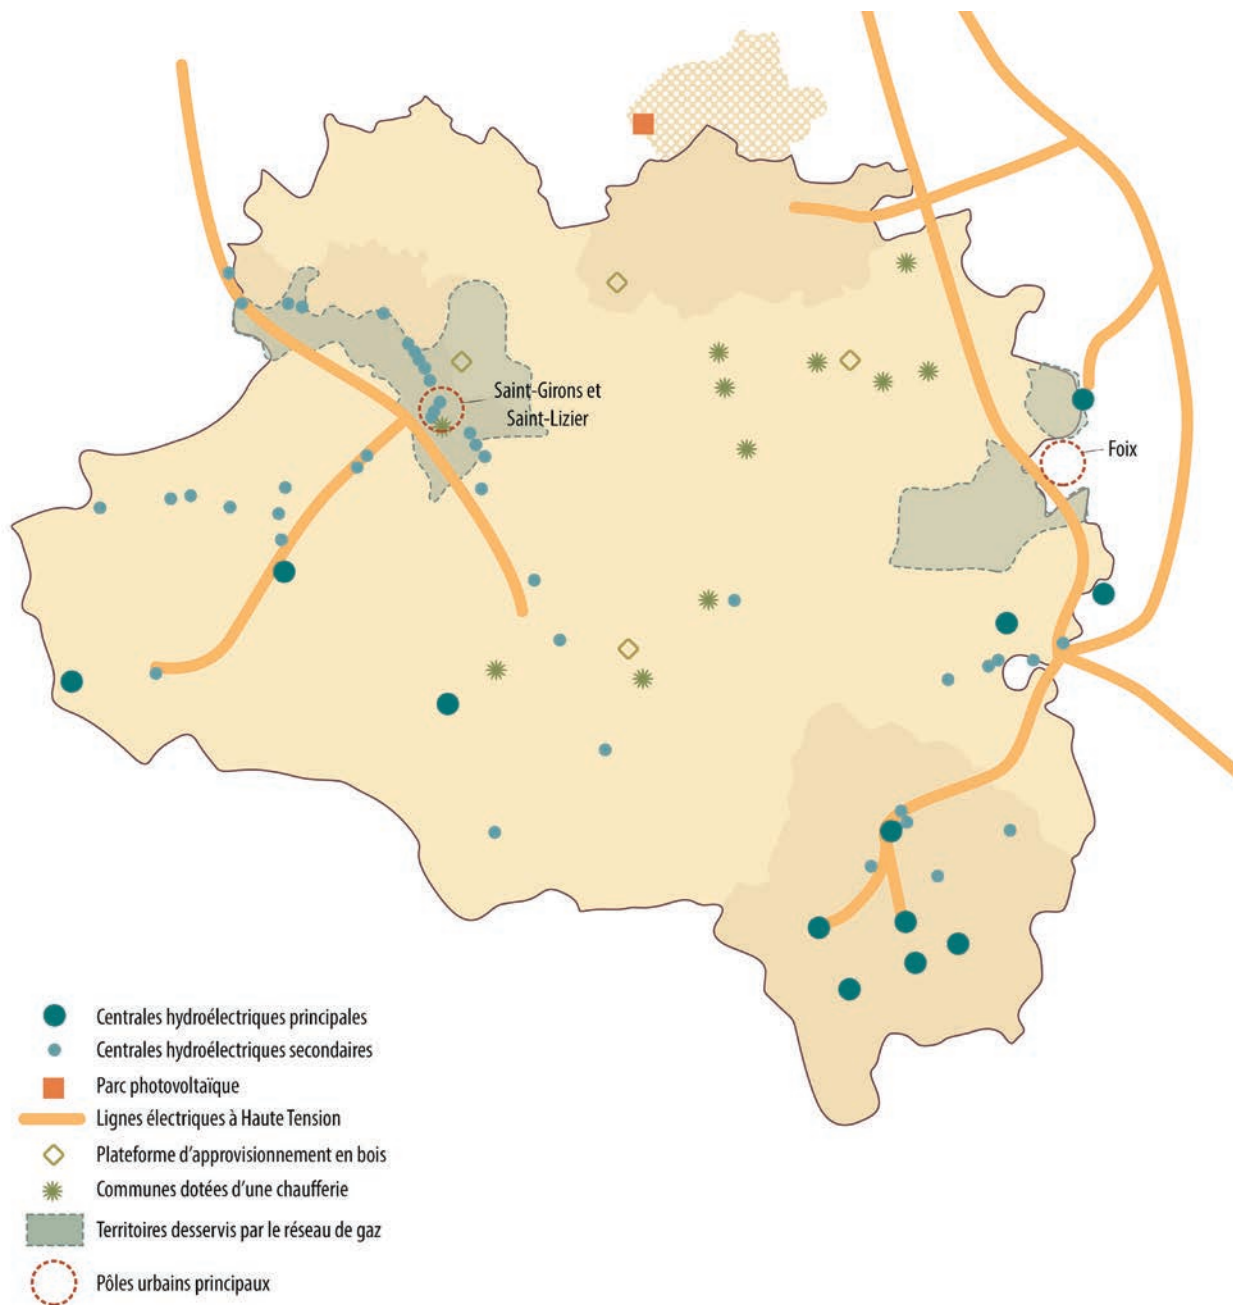 Saint-Girons et
Saint-Lizier
Foix
Centrales hydroélectriques principales
Centrales hydroélectriques secondaires
Parc photovoltaïque
Lignes électriques à Haute Tension
Plateforme d'approvisionnement en bois
Communes dotées d'une chaufferie
Territoires desservis par le réseau de gaz
Pôles urbains principaux